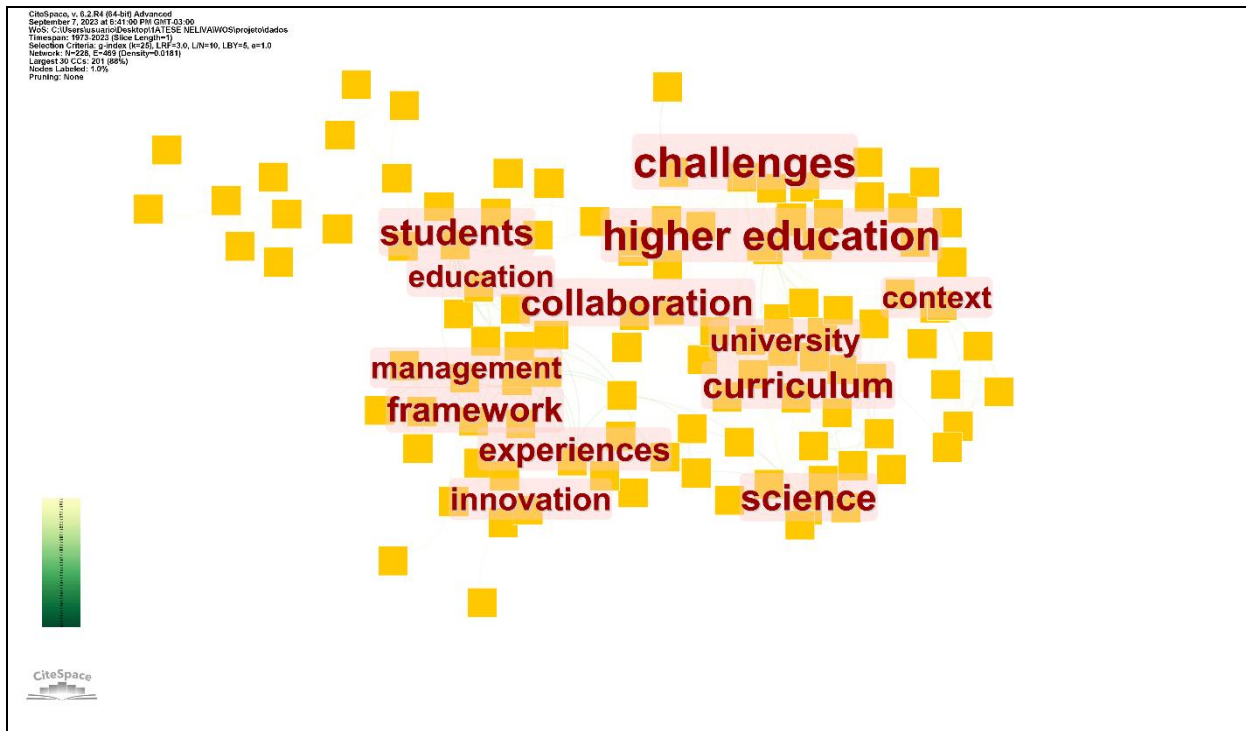 CiteSpace, v. 6.2.R4 (64-bit) Advanced
September 7, 2023 at 6:41:00 PM GMT-03:00
WoS: C:\Users\usuario\Desktop\1ATESE NELIVA\WOS\projeto\dados
Timespan: 1973-2023 (Slice Length=1)
Selection Criteria: g-index (k=25), LRF=3.0, L/N=10, LBY=5, e=1.0
Network: N=228, E=469 (Density=0.0181)
Largest 30 CCs: 201 (88%)
Nodes Labeled: 1.0%
Pruning: None
challenges
students
higher education
education
collaboration
context
university
management
curriculum
framework
experiences
innovation
science
CiteSpace